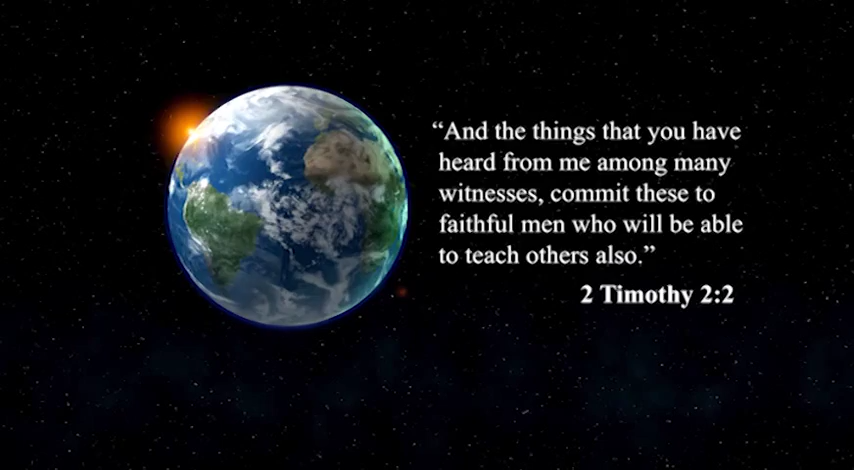 “And the things that you have
heard from me among many
witnesses, commit these to
faithful men who will be able
to teach others also.”
2 Timothy 2:2